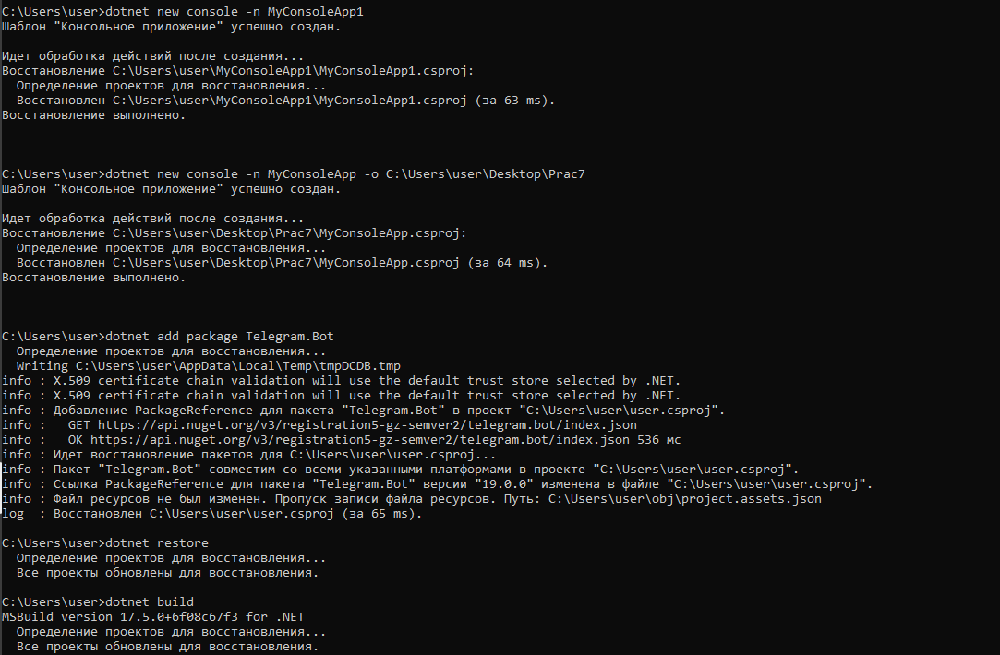 C:\Users\user>dotnet new console -n MyConsoleApp1
Шаблон "Консольное приложение" успешно создан.
Идет обработка действий после создания...
Восстановление C:\Users\user\MyConsoleApp1\MyConsoleApp1.csproj:
  Определение проектов для восстановления...
  Восстановлен C:\Users\user\MyConsoleApp1\MyConsoleApp1.csproj (за 63 ms).
Восстановление выполнено.
C:\Users\user>dotnet new console -n MyConsoleApp -o C:\Users\user\Desktop\Prac7
Шаблон "Консольное приложение" успешно создан.
Идет обработка действий после создания...
Восстановление C:\Users\user\Desktop\Prac7\MyConsoleApp.csproj:
  Определение проектов для восстановления...
  Восстановлен C:\Users\user\Desktop\Prac7\MyConsoleApp.csproj (за 64 ms).
Восстановление выполнено.
C:\Users\user>dotnet add package Telegram.Bot
  Определение проектов для восстановления...
  Writing C:\Users\user\AppData\Local\Temp\tmpDCDB.tmp
info : X.509 certificate chain validation will use the default trust store selected by .NET.
info : X.509 certificate chain validation will use the default trust store selected by .NET.
info : Добавление PackageReference для пакета "Telegram.Bot" в проект "C:\Users\user\user.csproj".
info :   GET https://api.nuget.org/v3/registration5-gz-semver2/telegram.bot/index.json
info :   OK https://api.nuget.org/v3/registration5-gz-semver2/telegram.bot/index.json 536 мс
info : Идет восстановление пакетов для C:\Users\user\user.csproj...
info : Пакет "Telegram.Bot" совместим со всеми указанными платформами в проекте "C:\Users\user\user.csproj".
info : Ссылка PackageReference для пакета "Telegram.Bot" версии "19.0.0" изменена в файле "C:\Users\user\user.csproj".
info : Файл ресурсов не был изменен. Пропуск записи файла ресурсов. Путь: C:\Users\user\obj\project.assets.json
log  : Восстановлен C:\Users\user\user.csproj (за 65 ms).
C:\Users\user>dotnet restore
  Определение проектов для восстановления...
  Все проекты обновлены для восстановления.
C:\Users\user>dotnet build
MSBuild version 17.5.0+6f08c67f3 for .NET
  Определение проектов для восстановления...
  Все проекты обновлены для восстановления.